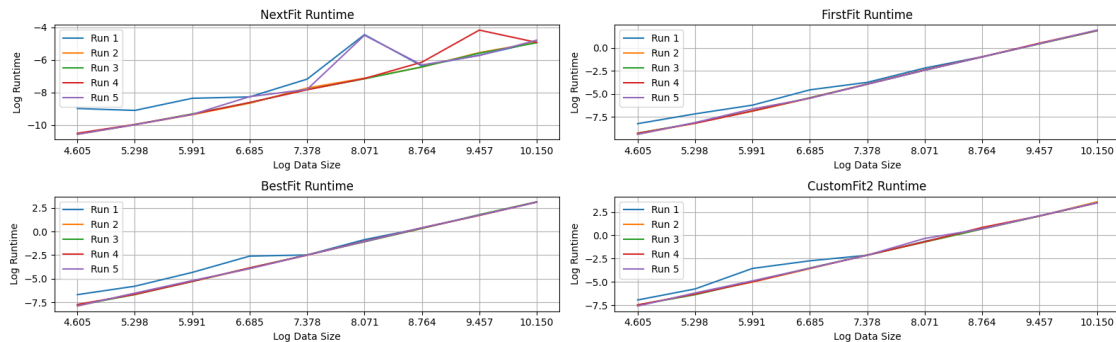 NextFit Runtime
Log Runtime
−4
−6
−8
−10
Run 1
Run 2
Run 3
Run 4
Run 5
4.605 5.298 5.991 6.685 7.378 8.071 8.764 9.457 10.150
Log Data Size
FirstFit Runtime
Log Runtime
0.0
−2.5
−5.0
−7.5
Run 1
Run 2
Run 3
Run 4
Run 5
4.605 5.298 5.991 6.685 7.378 8.071 8.764 9.457 10.150
Log Data Size
BestFit Runtime
Log Runtime
2.5
0.0
−2.5
−5.0
−7.5
Run 1
Run 2
Run 3
Run 4
Run 5
4.605 5.298 5.991 6.685 7.378 8.071 8.764 9.457 10.150
Log Data Size
CustomFit2 Runtime
Log Runtime
2.5
0.0
−2.5
−5.0
−7.5
Run 1
Run 2
Run 3
Run 4
Run 5
4.605 5.298 5.991 6.685 7.378 8.071 8.764 9.457 10.150
Log Data Size